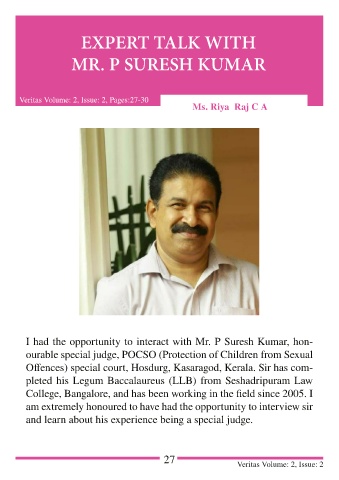 EXPERT TALK WITH
MR. P SURESH KUMAR
Veritas Volume: 2, Issue: 2, Pages:27-30
Ms. Riya Raj C A
I had the opportunity to interact with Mr. P Suresh Kumar, hon-
ourable special judge, POCSO (Protection of Children from Sexual
Offences) special court, Hosdurg, Kasaragod, Kerala. Sir has com-
pleted his Legum Baccalaureus (LLB) from Seshadripuram Law
College, Bangalore, and has been working in the field since 2005. I
am extremely honoured to have had the opportunity to interview sir
and learn about his experience being a special judge.
27
Veritas Volume: 2, Issue: 2